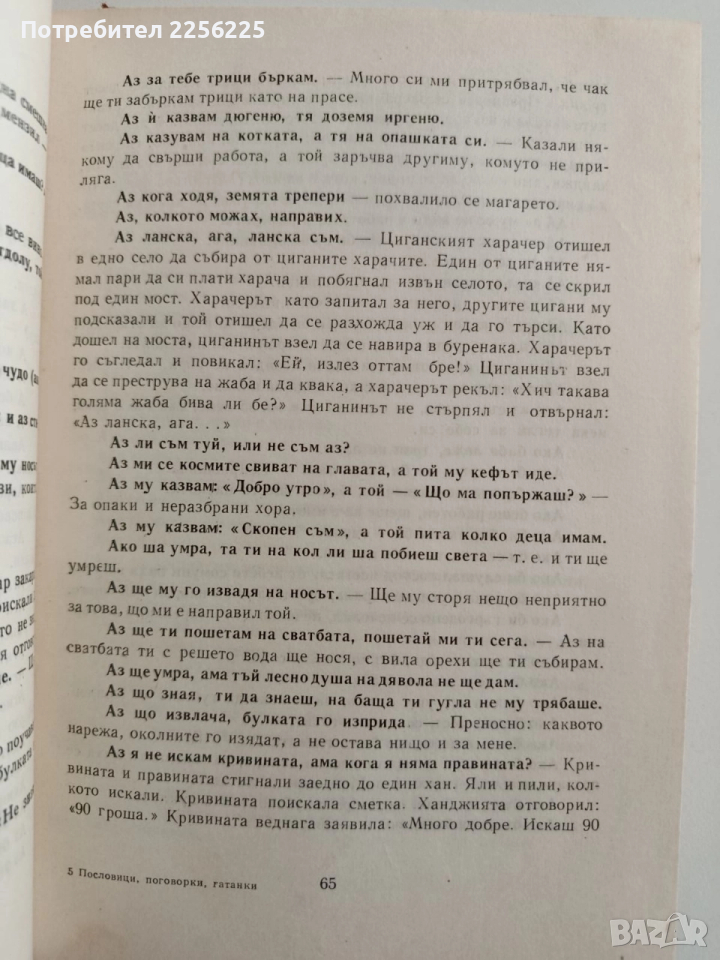 Потребител 2256225
Аз за тебе трици бъркам. — Много си ми притрябвал, че чак
ще ти забъркам трици като на прасе.
Аз ѝ казвам дюгеню, тя доземя иргеню.
Аз казувам на котката, а тя на опашката си. — Казали ня-
кому да свърши работа, а той заръчва другиму, комуто не при-
ляга.
Аз кога ходя, земята трепери — похвалило се магарето.
Аз, колкото можах, направих.
Аз ланска, ага, ланска съм. — Циганският харачер отишел
в едно село да събира от циганите харачите. Един от циганите ня-
мал пари да си плати харача и побягнал извън селото, та се скрил
под един мост. Харачерът като запитал за него, другите цигани му
подсказали и той отишел да се разхожда уж и да го търси. Като
дошел на моста, циганинът взел да се навира в буренака. Харачерът
го съгледал и повикал: «Ей, излез оттам бре!» Циганинът взел
да се преструва на жаба и да квака, а харачерът рекъл: «Хич такава
голяма жаба бива ли бе?» Циганинът не стърпял и отвърнал:
«Аз ланска, ага. . .»
Аз ли съм туй, или не съм аз?
Аз ми се космите свиват на главата, а той му кефът иде.
Аз му казвам: «Добро утро», а той — «Що ма попържаш?» —
За опаки и неразбрани хора.
Аз му казвам: «Скопен съм», а той пита колко деца имам.
Ако ша умра, та ти на кол ли ша побиеш света — т. е. и ти ще
умреш.
Аз ще му го извадя на носът. — Ще му сторя нещо неприятно
за това, що ми е направил той.
Аз ще ти пошетам на сватбата, пошетай ми ти сега. — Аз на
сватбата ти с решето вода ще нося, с вила орехи ще ти събирам.
Аз ще умра, ама тъй лесно душа на дявола не ще дам.
Аз що зная, ти да знаеш, на баща ти гугла не му трябаше.
Аз що извлача, булката го изприда — Преносно: каквото
нарежа, околните го изядат, а не остава нищо и за мене.
Аз я не искам кривината, ама кога я няма правината? — Кри-
вината и правината стигнали заедно до един хан. Яли и пили, кол-
кото искали. Кривината поискала сметка. Ханджията отговорил:
«90 гроша.» Кривината веднага заявила: «Много добре. Искаш 90
5 Пословици, поговорки, гатанки
65
BAZAR